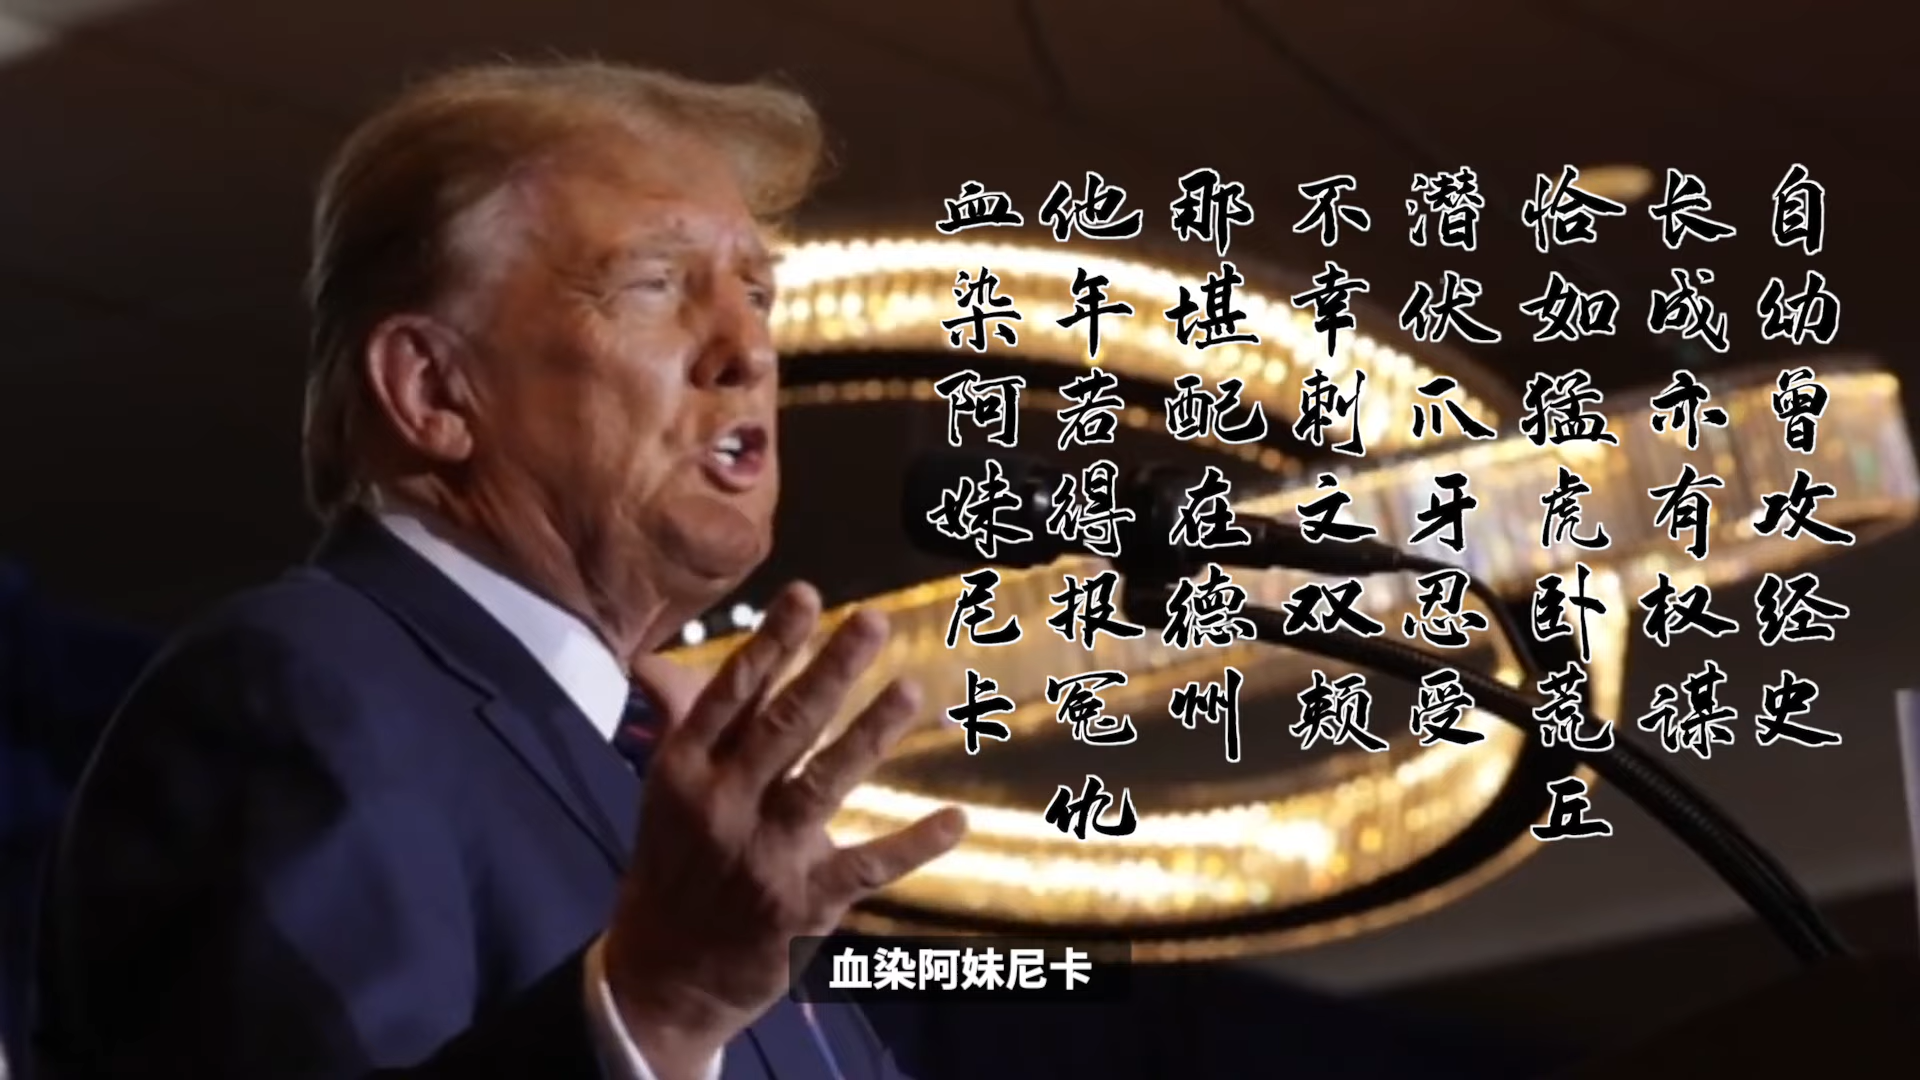 自幼曾攻经史
长成亦有权谋
恰如猛虎卧荒丘
潜伏爪牙忍受
不幸刺文双颊
那堪配在德州
他年若得报冤仇
血染阿妹尼卡
血染阿妹尼卡